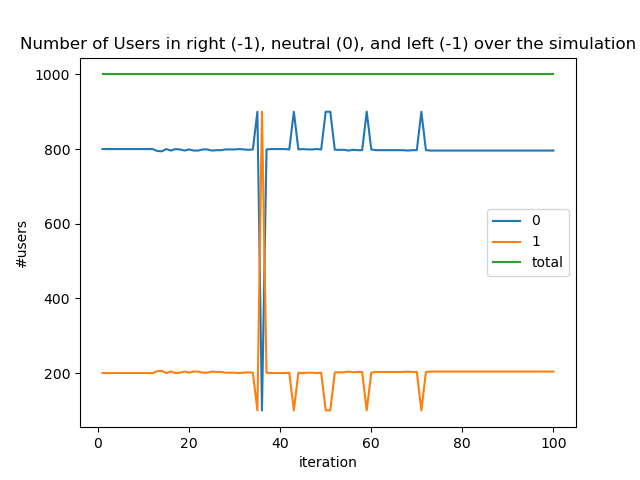 Number of Users in right (-1), neutral (0), and left (-1) over the simulation
1000
800
600
400
200
#users
0
1
total
0 20 40 60 80 100
iteration